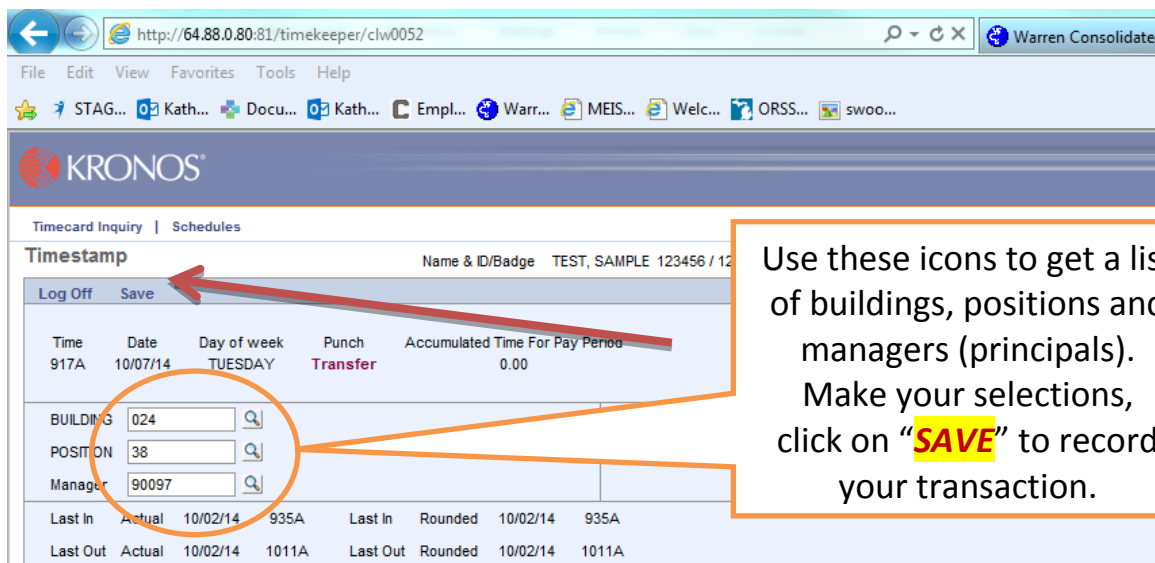 http://64.88.0.80:81/timekeeper/clw0052
Warren Consolidate
File Edit View Favorites Tools Help
STAG... Kath... Docu... Kath... Empl... Warr... MEIS... Welc... ORSS... swoo...
KRONOS®
Timecard Inquiry | Schedules
Timestamp
Name & ID/Badge TEST, SAMPLE 123456 / 12
Log Off Save
Time Date Day of week Punch Accumulated Time For Pay Period
917A 10/07/14 TUESDAY Transfer 0.00
BUILDING 024
POSITION 38
Manager 90097
Last In Actual 10/02/14 935A Last In Rounded 10/02/14 935A
Last Out Actual 10/02/14 1011A Last Out Rounded 10/02/14 1011A
Use these icons to get a lis
of buildings, positions and
managers (principals).
Make your selections,
click on “SAVE” to record
your transaction.